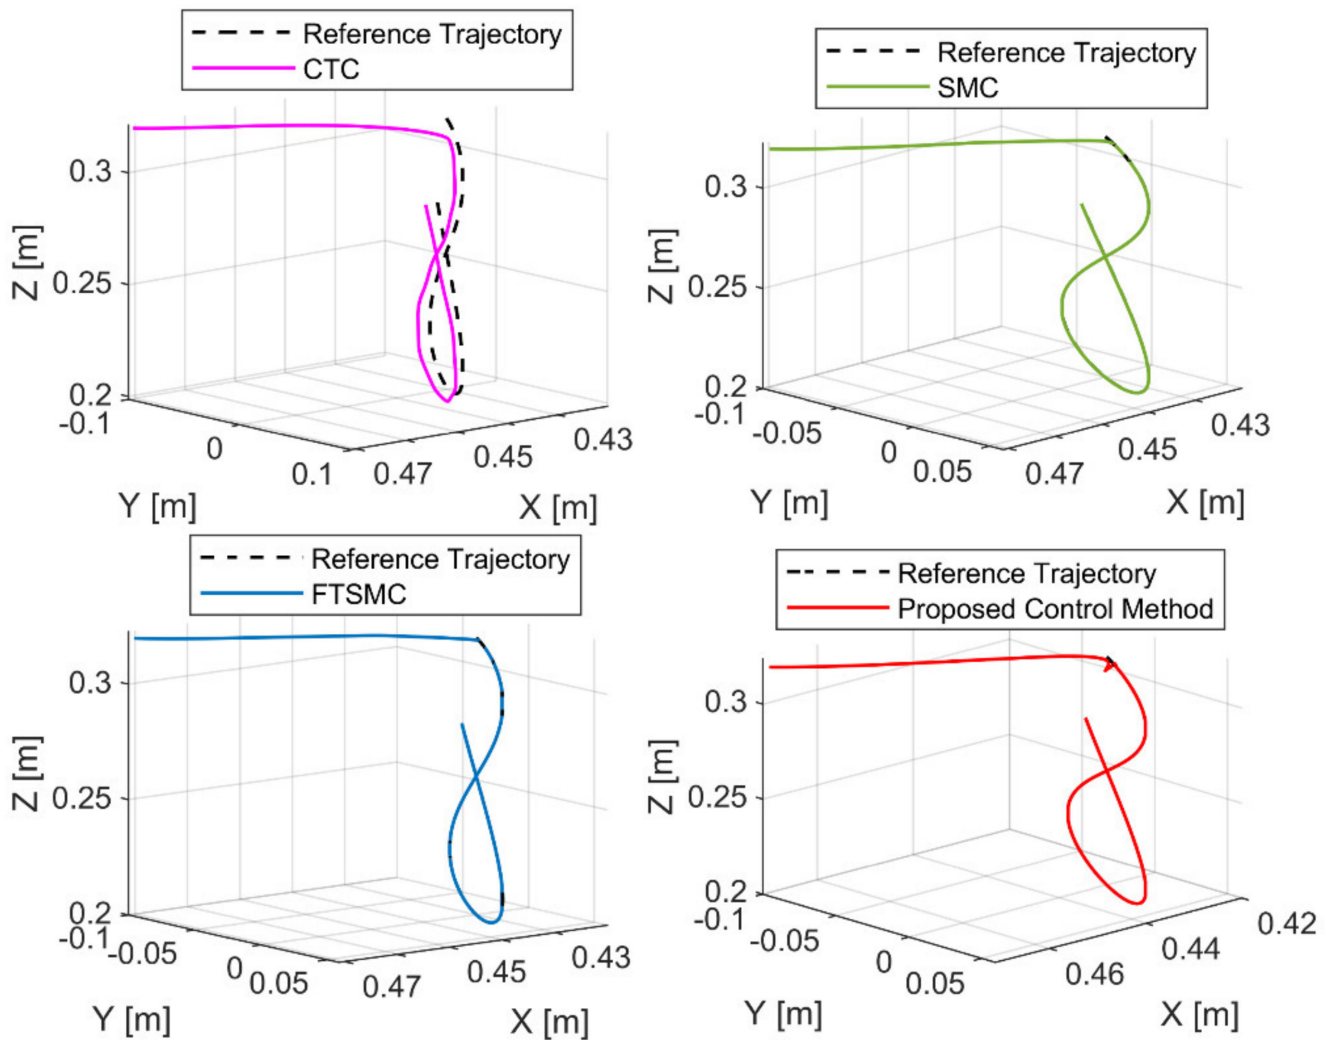 Reference Trajectory
CTC
0.3
0.25
0.2
Z [m]
-0.1
0
0.1
Y [m]
0.47
0.45
0.43
X [m]
Reference Trajectory
SMC
0.3
0.25
0.2
Z [m]
-0.1
-0.05
0
0.05
Y [m]
0.47
0.45
0.43
X [m]
Reference Trajectory
FTSMC
0.3
0.25
0.2
Z [m]
-0.1
-0.05
0
0.05
Y [m]
0.47
0.45
0.43
X [m]
Reference Trajectory
Proposed Control Method
0.3
0.25
0.2
Z [m]
-0.1
-0.05
0
0.05
Y [m]
0.46
0.44
0.42
X [m]